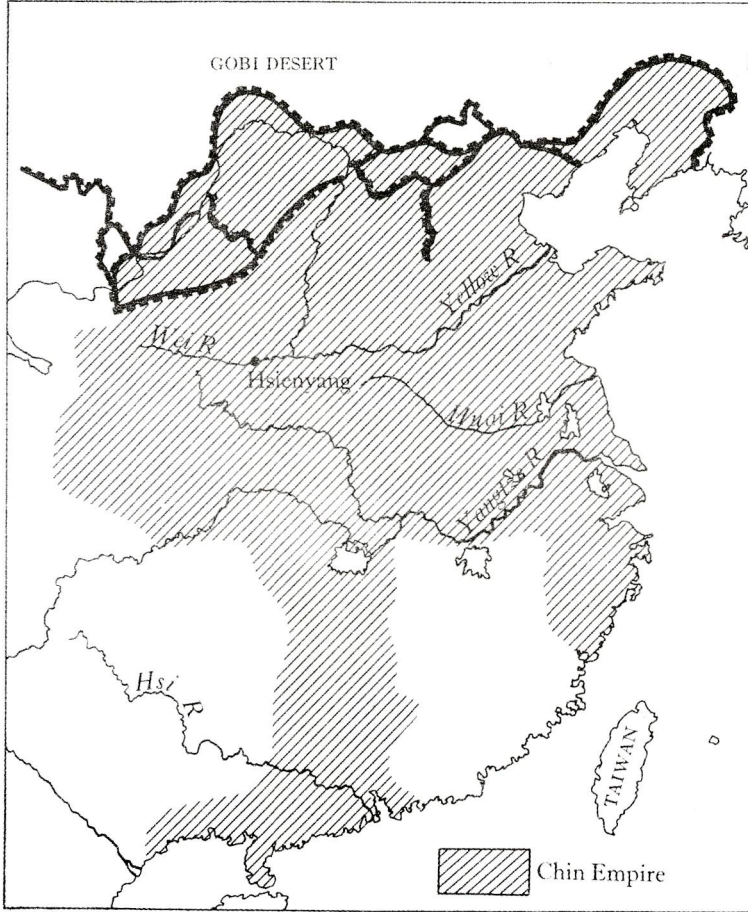 GOBI DESERT
Yellow R
Wei R
Hsienyang
Huai R
Yangtze R
Hsi R
TAIWAN
Chin Empire